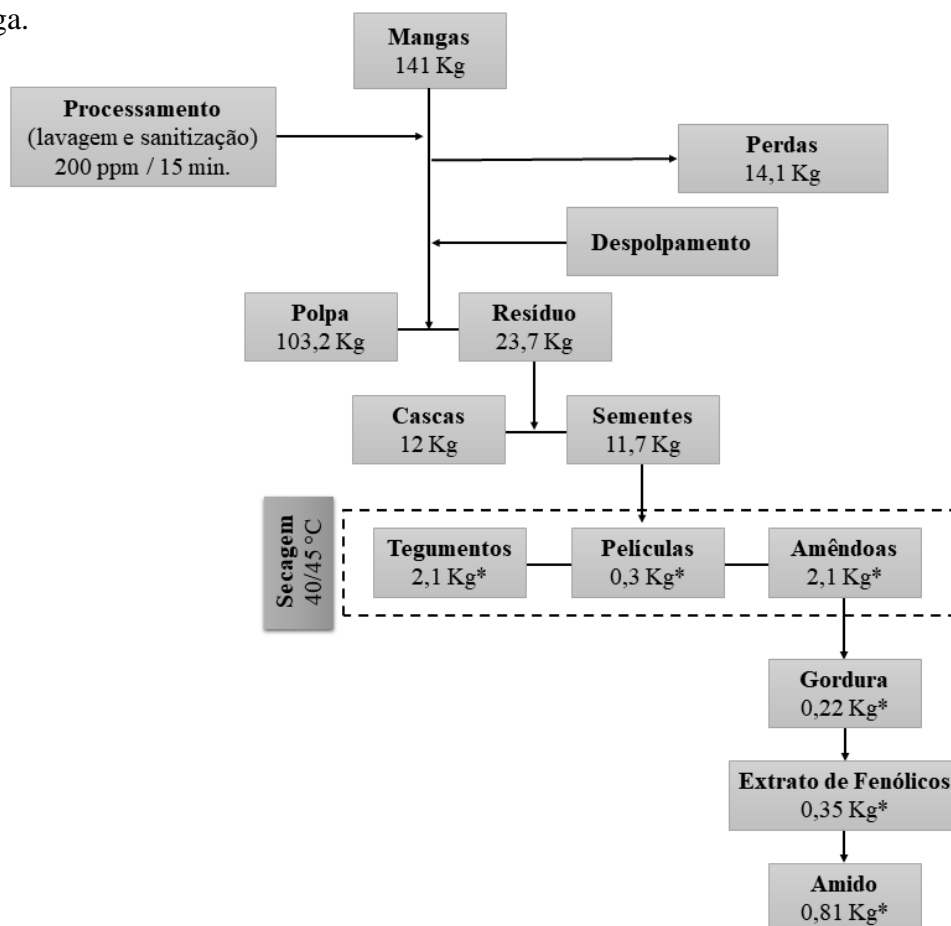 ga.
Mangas
141 Kg
Processamento
(lavagem e sanitização)
200 ppm / 15 min.
Perdas
14,1 Kg
Despolpamento
Polpa
103,2 Kg
Resíduo
23,7 Kg
Cascas
12 Kg
Sementes
11,7 Kg
Secagem
40/45 °C
Tegumentos
2,1 Kg*
Películas
0,3 Kg*
Amêndoas
2,1 Kg*
Gordura
0,22 Kg*
Extrato de Fenólicos
0,35 Kg*
Amido
0,81 Kg*